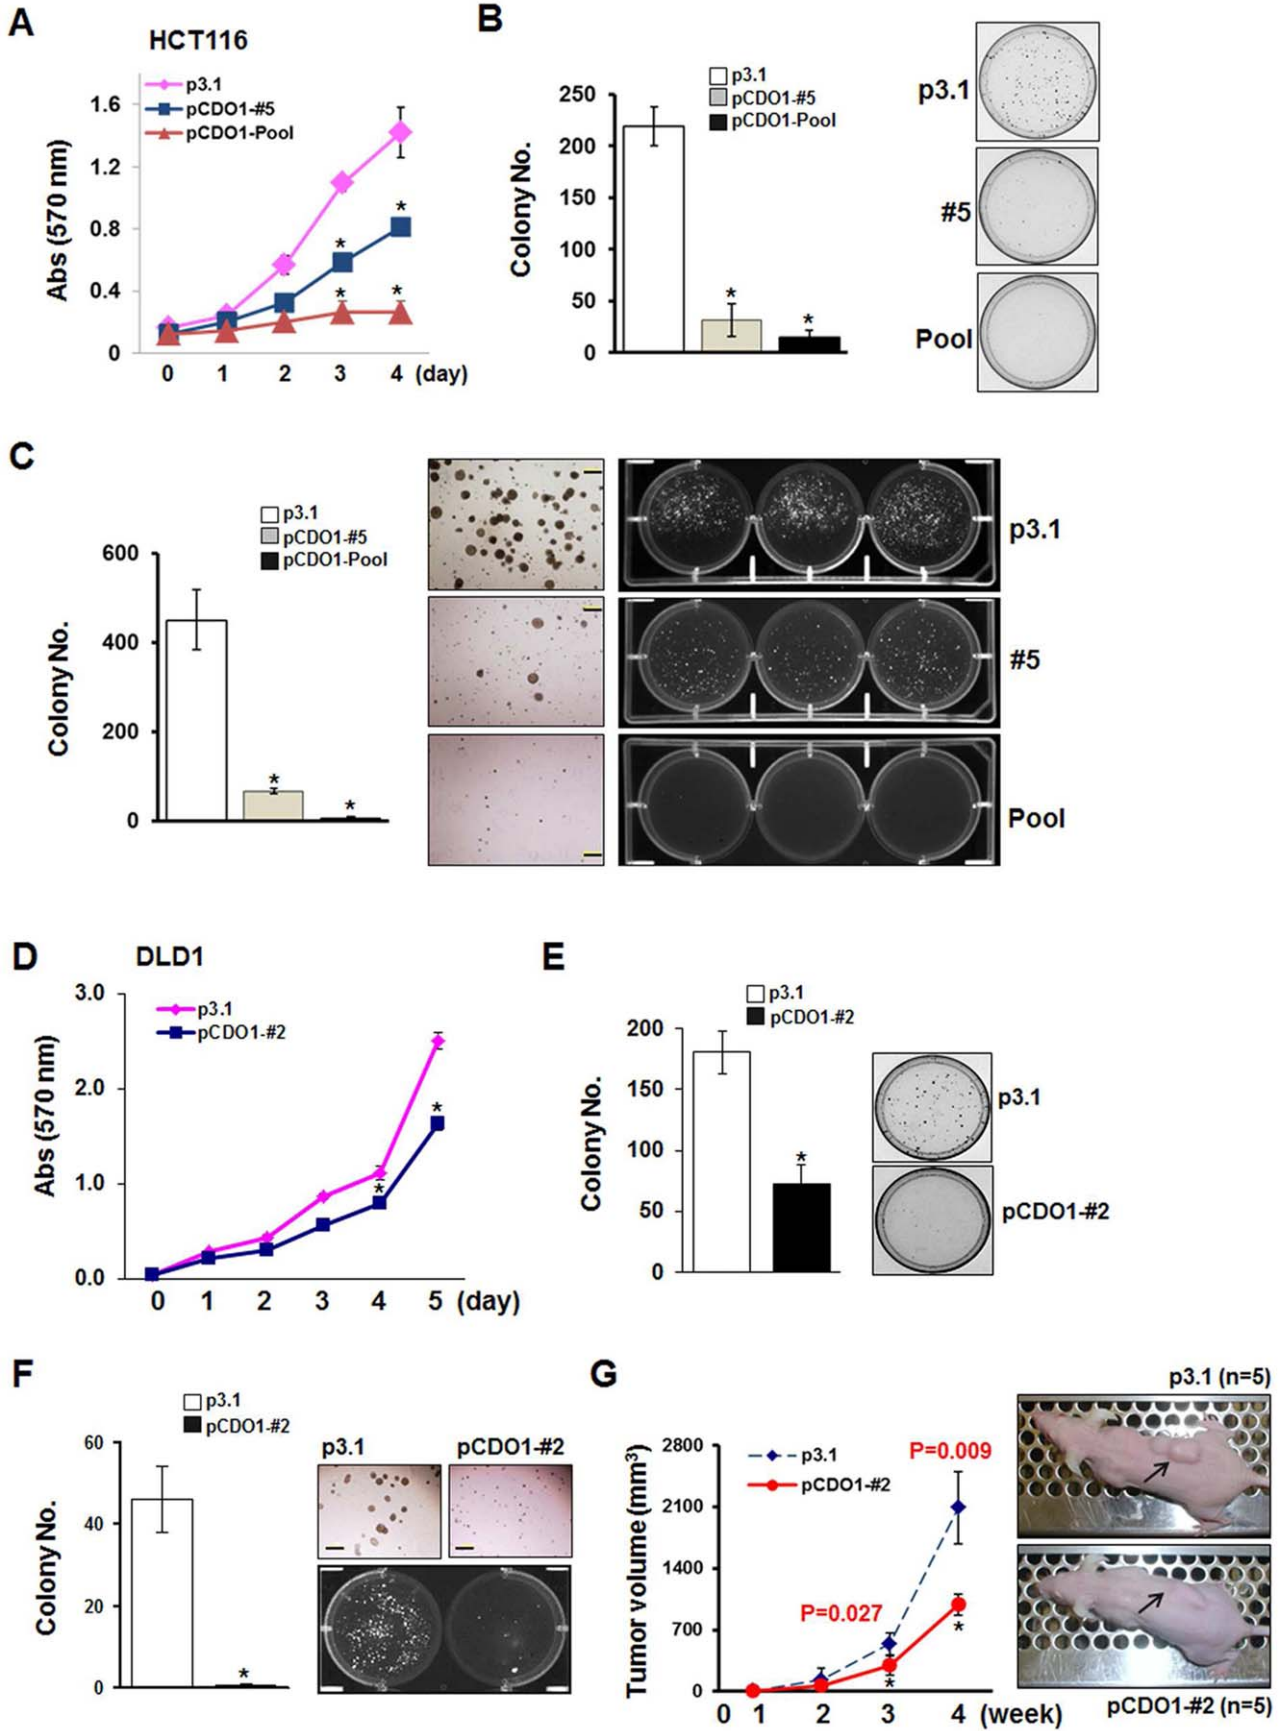 A
HCT116
p3.1
pCDO1-#5
pCDO1-Pool
Abs (570 nm)
1.6
1.2
0.8
0.4
0
* * * *
0 1 2 3 4 (day)
B
p3.1
pCDO1-#5
pCDO1-Pool
Colony No.
250
200
150
100
50
0
* *
p3.1
#5
Pool
C
p3.1
pCDO1-#5
pCDO1-Pool
Colony No.
600
400
200
0
* *
p3.1
#5
Pool
D
DLD1
p3.1
pCDO1-#2
Abs (570 nm)
3.0
2.0
1.0
0.0
* *
0 1 2 3 4 5 (day)
E
p3.1
pCDO1-#2
Colony No.
200
150
100
50
0
*
p3.1
pCDO1-#2
F
p3.1
pCDO1-#2
Colony No.
60
40
20
0
*
p3.1 pCDO1-#2
G
p3.1
pCDO1-#2
Tumor volume (mm³)
2800
2100
1400
700
0
P=0.009
P=0.027
* *
0 1 2 3 4 (week)
p3.1 (n=5)
pCDO1-#2 (n=5)